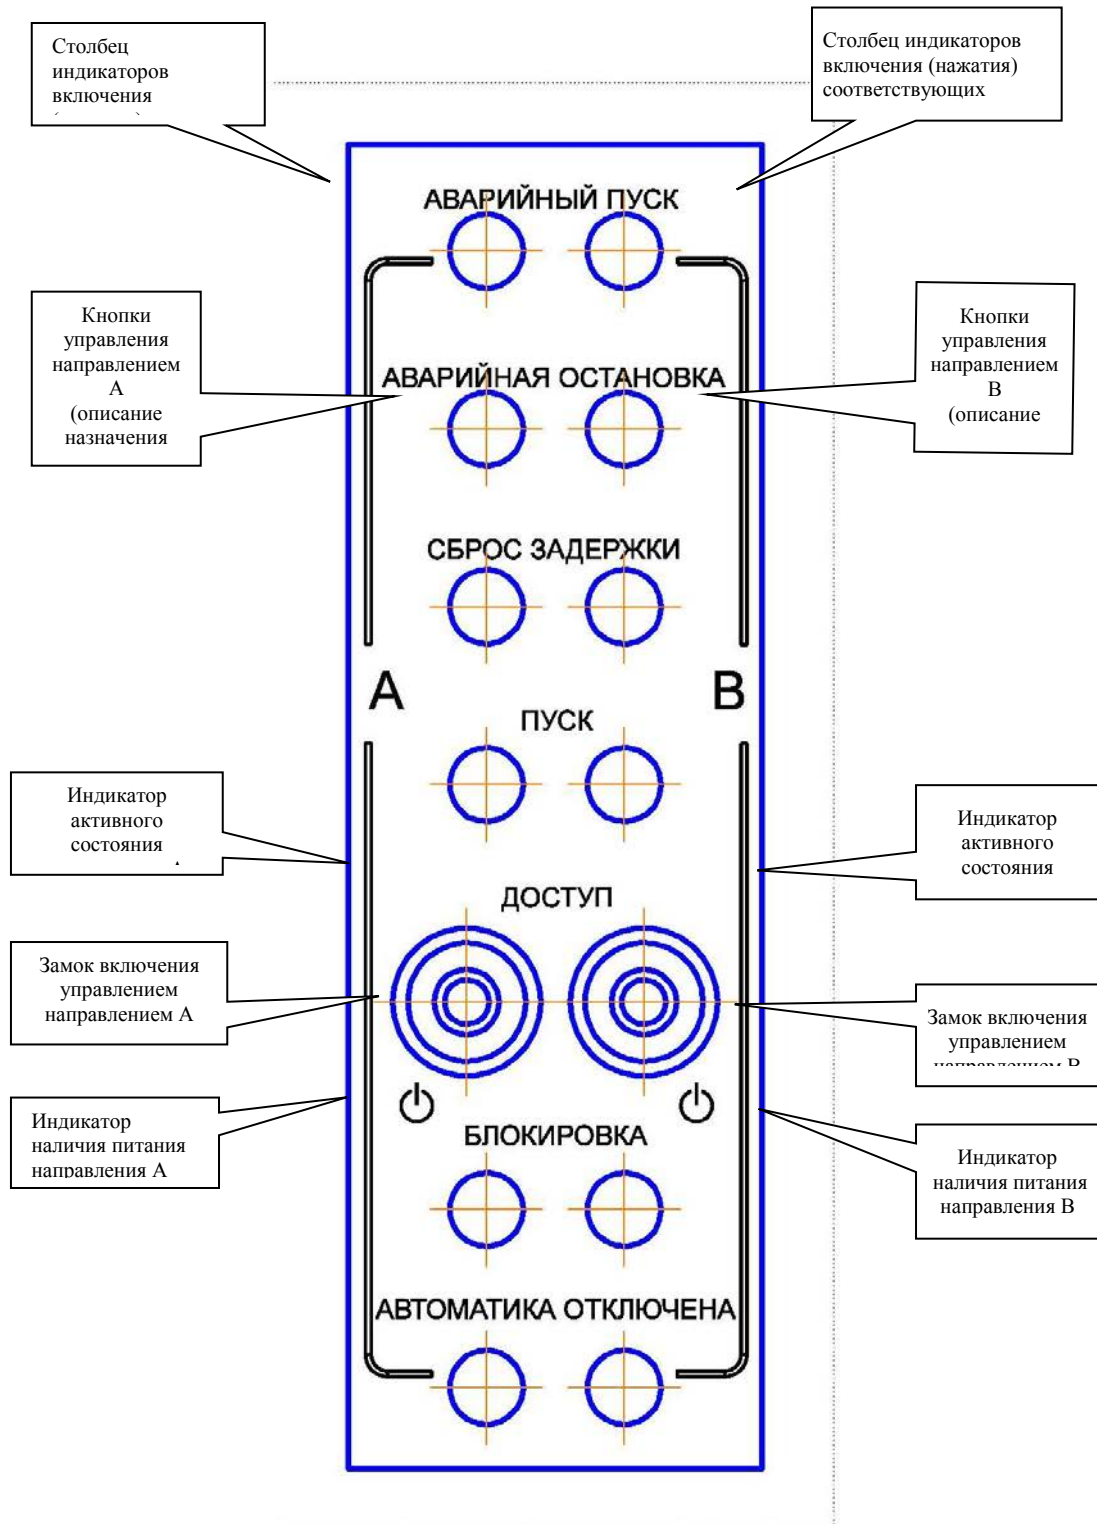 Столбец
индикаторов
включения
Столбец индикаторов
включения (нажатия)
соответствующих
АВАРИЙНЫЙ ПУСК
Кнопки
управления
направлением
А
(описание
назначения
Кнопки
управления
направлением
В
(описание
АВАРИЙНАЯ ОСТАНОВКА
СБРОС ЗАДЕРЖКИ
А
В
ПУСК
Индикатор
активного
состояния
Индикатор
активного
состояния
ДОСТУП
Замок включения
управлением
направлением А
Замок включения
управлением
направлением В
Индикатор
наличия питания
направления А
БЛОКИРОВКА
Индикатор
наличия питания
направления В
АВТОМАТИКА ОТКЛЮЧЕНА